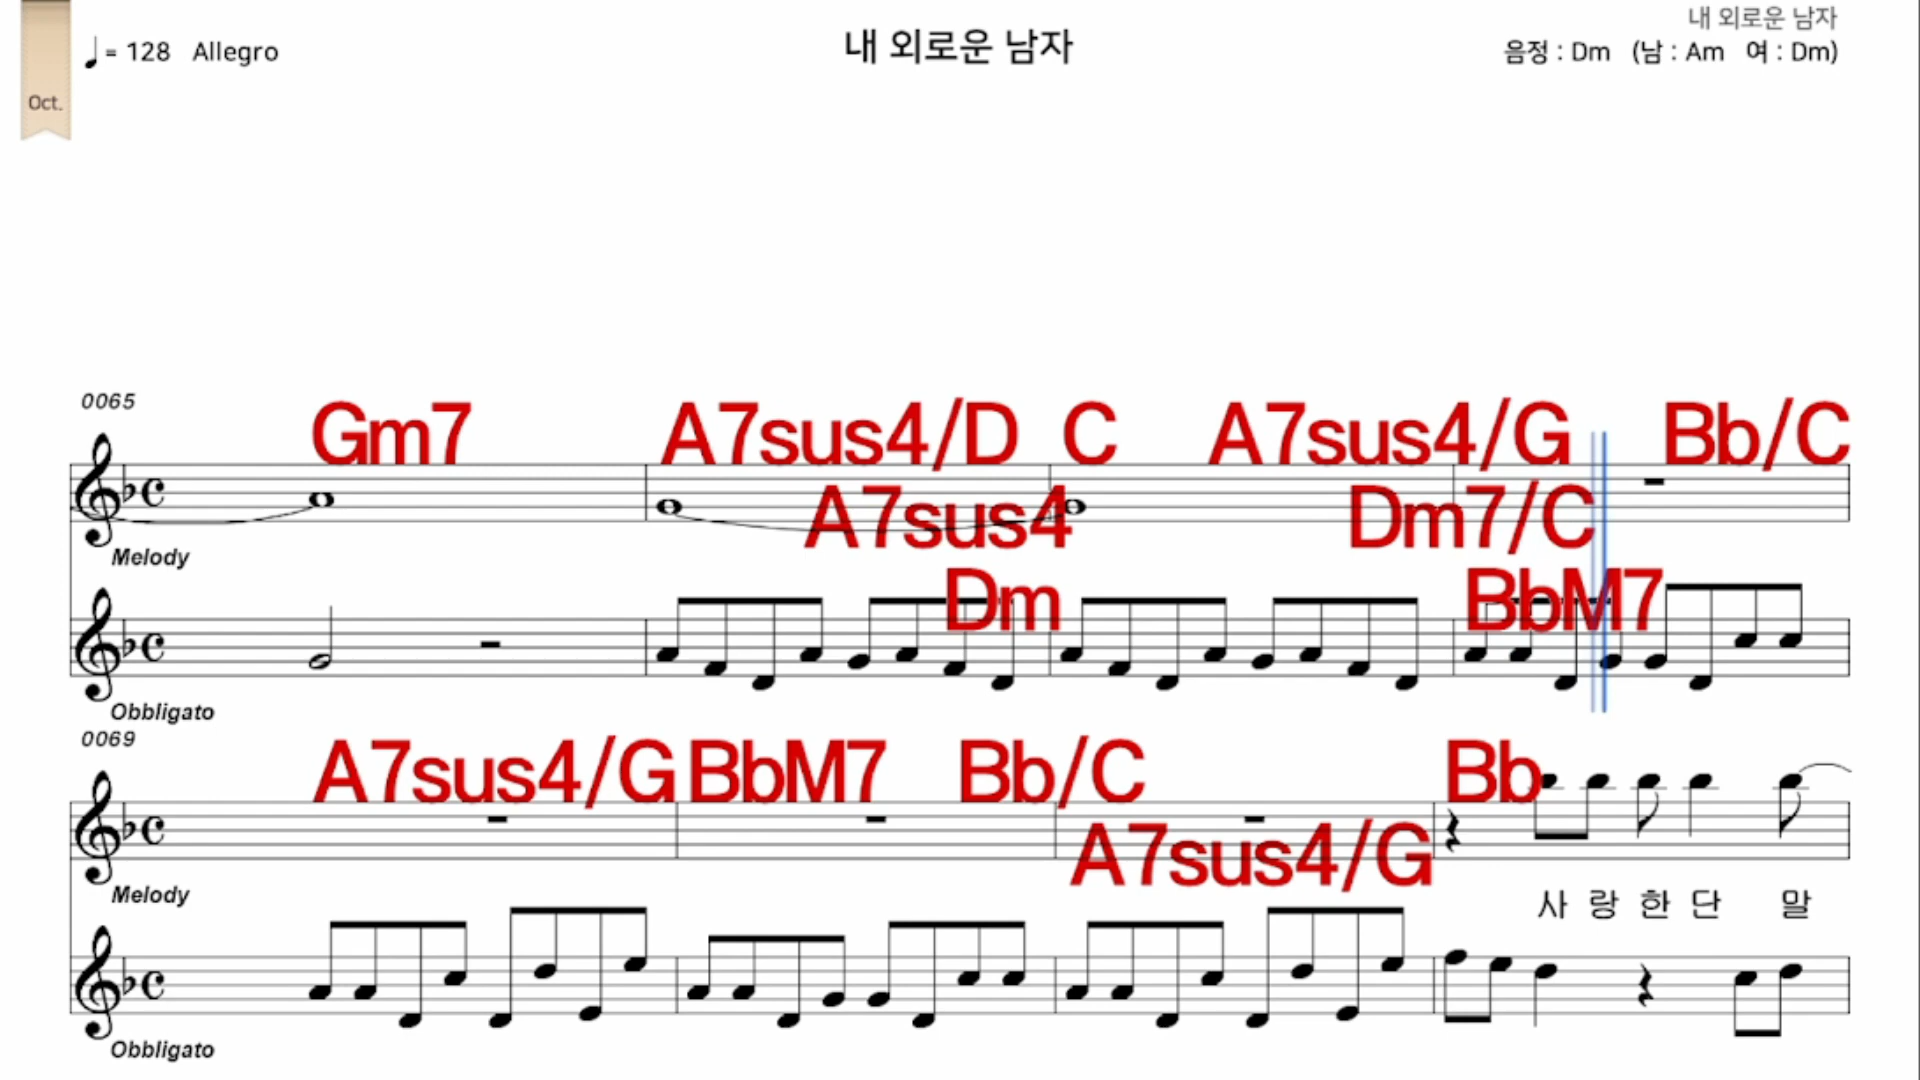 내 외로운 남자
♩= 128 Allegro
내 외로운 남자
음정 : Dm (남 : Am 여 : Dm)
Oct.
0065
Gm7 A7sus4/D C A7sus4/G Bb/C
A7sus4 Dm7/C
Dm BbM7
Melody
Obbligato
0069
A7sus4/G BbM7 Bb/C Bb
A7sus4/G
Melody
사 랑 한 단 말
Obbligato